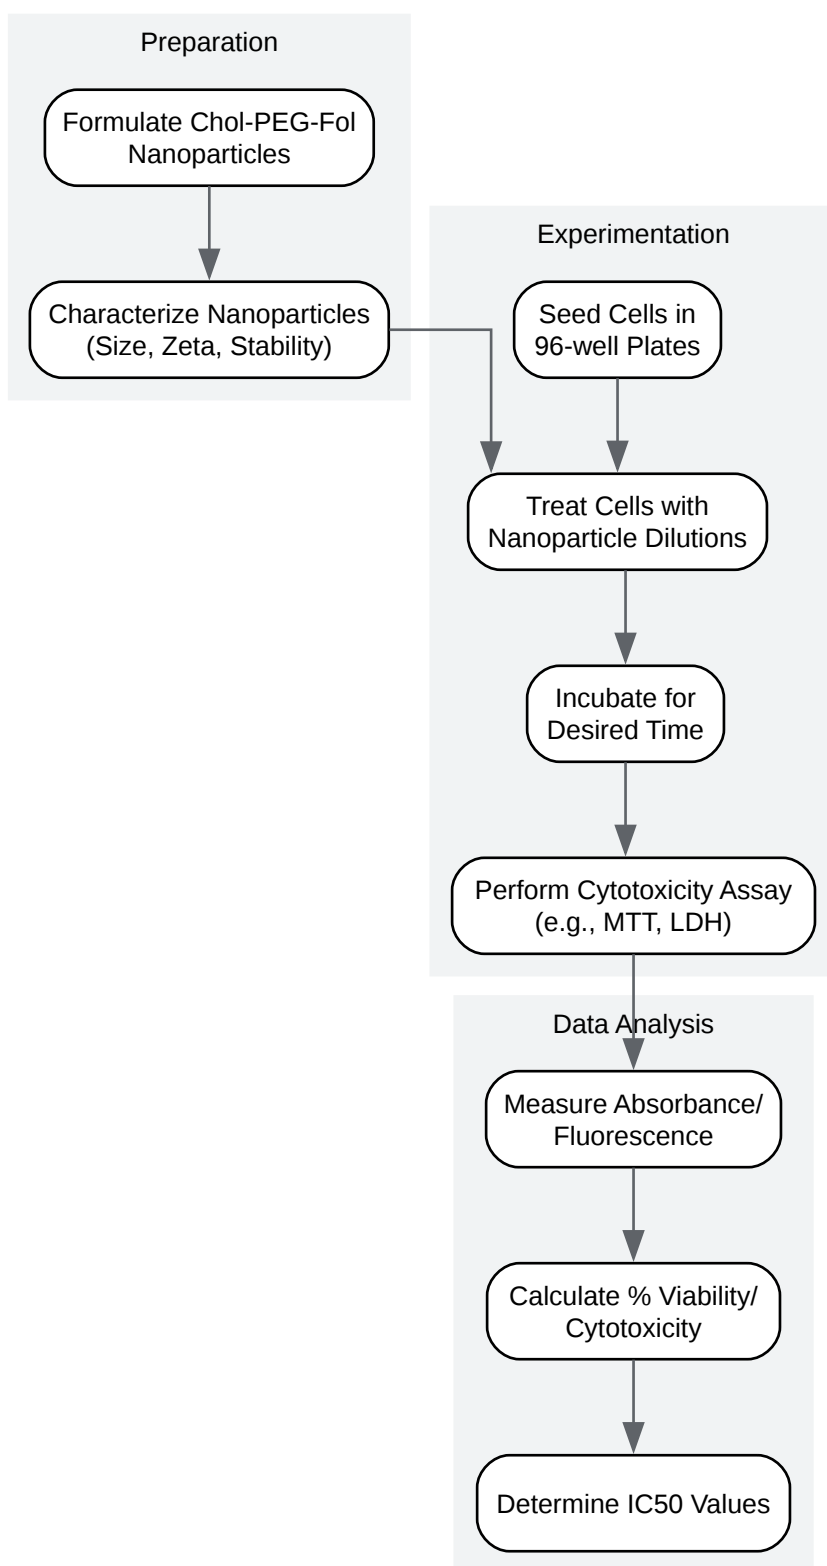 Preparation
Formulate Chol-PEG-Fol
Nanoparticles
Characterize Nanoparticles
(Size, Zeta, Stability)
Experimentation
Seed Cells in
96-well Plates
Treat Cells with
Nanoparticle Dilutions
Incubate for
Desired Time
Perform Cytotoxicity Assay
(e.g., MTT, LDH)
Data Analysis
Measure Absorbance/
Fluorescence
Calculate % Viability/
Cytotoxicity
Determine IC50 Values